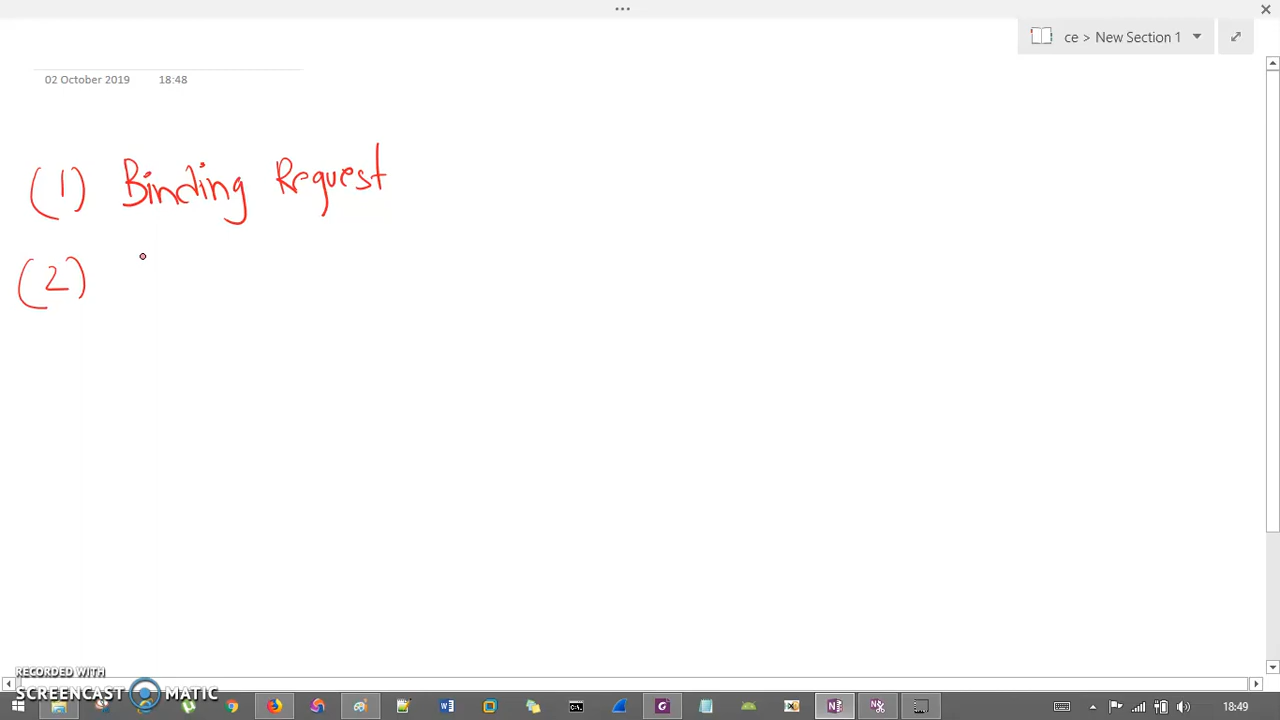 ce > New Section 1
02 October 2019 18:48
(1) Binding Request
(2)
RECORDED WITH
SCREENCAST MATIC
18:49